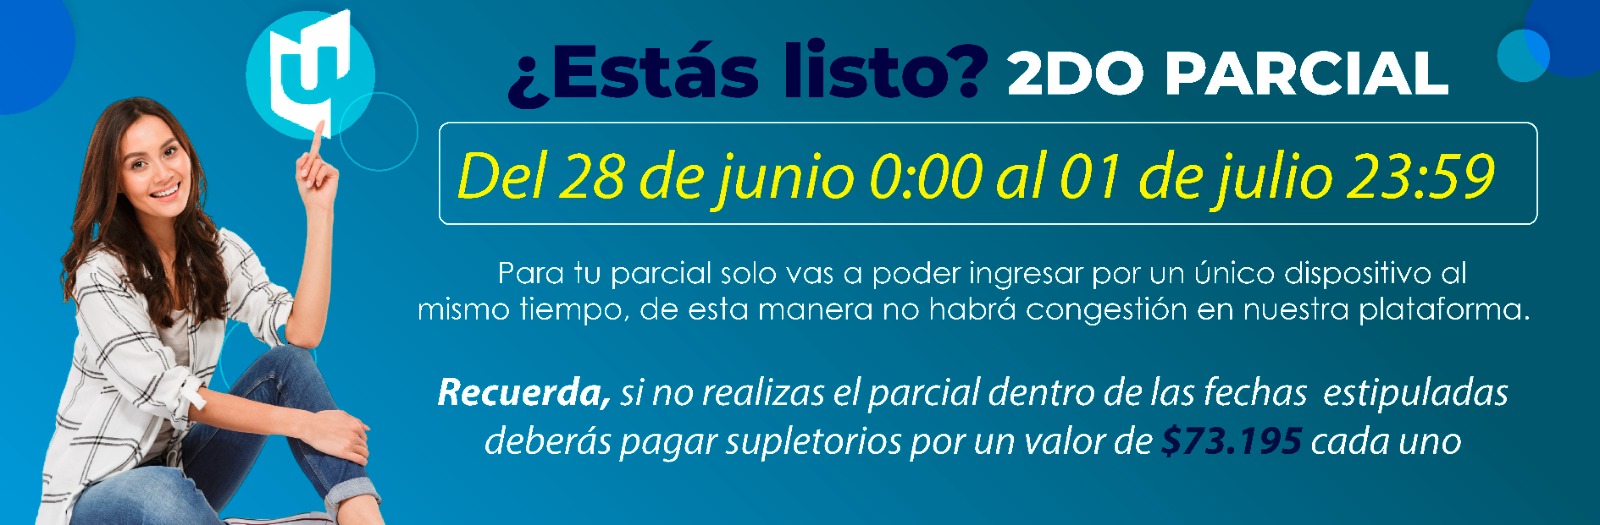 ¿Estás listo? 2DO PARCIAL
Del 28 de junio 0:00 al 01 de julio 23:59
Para tu parcial solo vas a poder ingresar por un único dispositivo al
mismo tiempo, de esta manera no habrá congestión en nuestra plataforma.
Recuerda, si no realizas el parcial dentro de las fechas estipuladas
deberás pagar supletorios por un valor de $73.195 cada uno